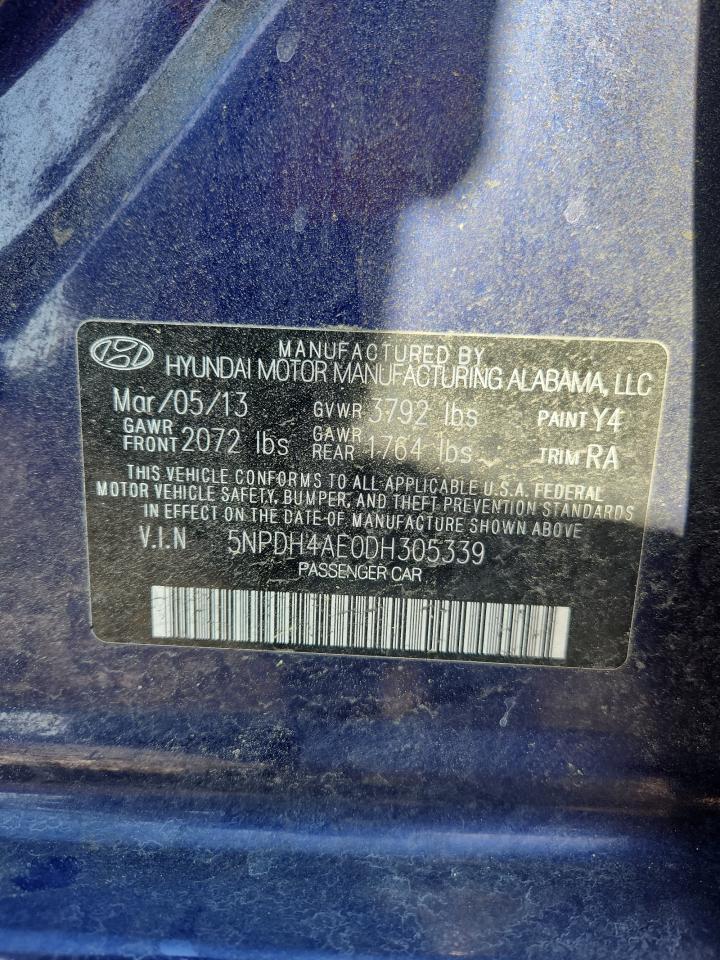 MANUFACTURED BY
HYUNDAI MOTOR MANUFACTURING ALABAMA, LLC
Mar/05/13 GVWR 3792 lbs PAINT Y4
GAWR FRONT 2072 lbs GAWR REAR 1764 lbs TRIM RA
THIS VEHICLE CONFORMS TO ALL APPLICABLE U.S.A. FEDERAL
MOTOR VEHICLE SAFETY, BUMPER, AND THEFT PREVENTION STANDARDS
IN EFFECT ON THE DATE OF MANUFACTURE SHOWN ABOVE
V.I.N 5NPDH4AE0DH305339
PASSENGER CAR